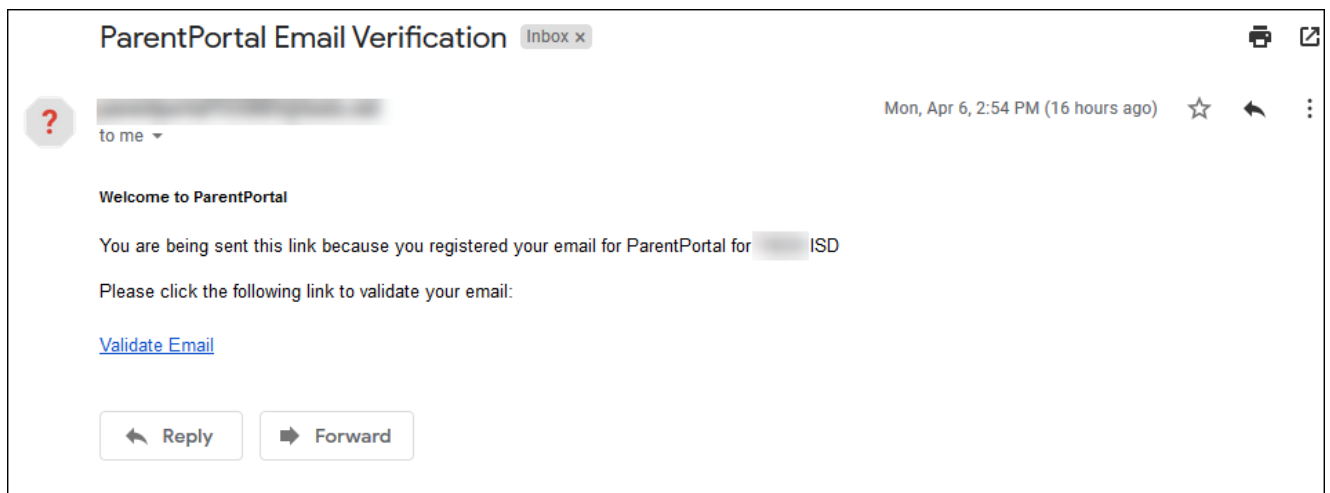 ParentPortal Email Verification Inbox x
?
Mon, Apr 6, 2:54 PM (16 hours ago)
to me
Welcome to ParentPortal
You are being sent this link because you registered your email for ParentPortal for ISD
Please click the following link to validate your email:
Validate Email
Reply Forward